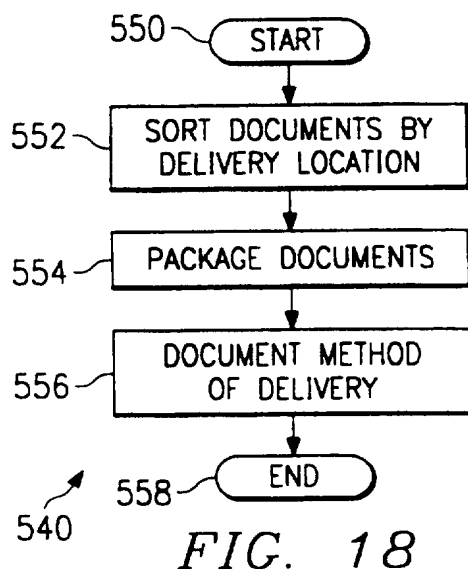 550
START
552
SORT DOCUMENTS BY
DELIVERY LOCATION
554
PACKAGE DOCUMENTS
556
DOCUMENT METHOD
OF DELIVERY
558
END
540
FIG. 18